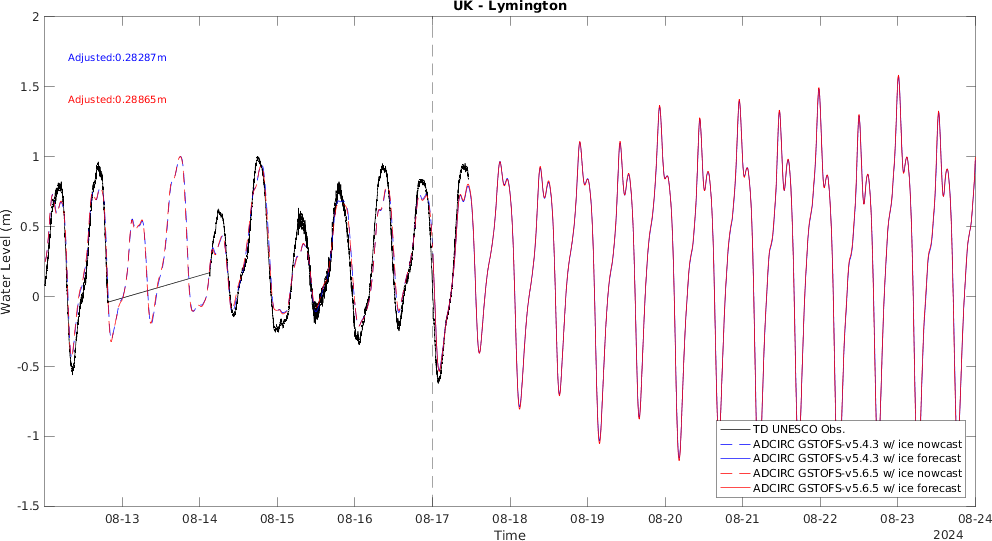 UK - Lymington
Adjusted:0.28287m
Adjusted:0.28865m
Water Level (m)
2
1.5
1
0.5
0
-0.5
-1
-1.5
TD UNESCO Obs.
ADCIRC GSTOFS-v5.4.3 w/ ice nowcast
ADCIRC GSTOFS-v5.4.3 w/ ice forecast
ADCIRC GSTOFS-v5.6.5 w/ ice nowcast
ADCIRC GSTOFS-v5.6.5 w/ ice forecast
08-13 08-14 08-15 08-16 08-17 08-18 08-19 08-20 08-21 08-22 08-23 08-24
Time
2024